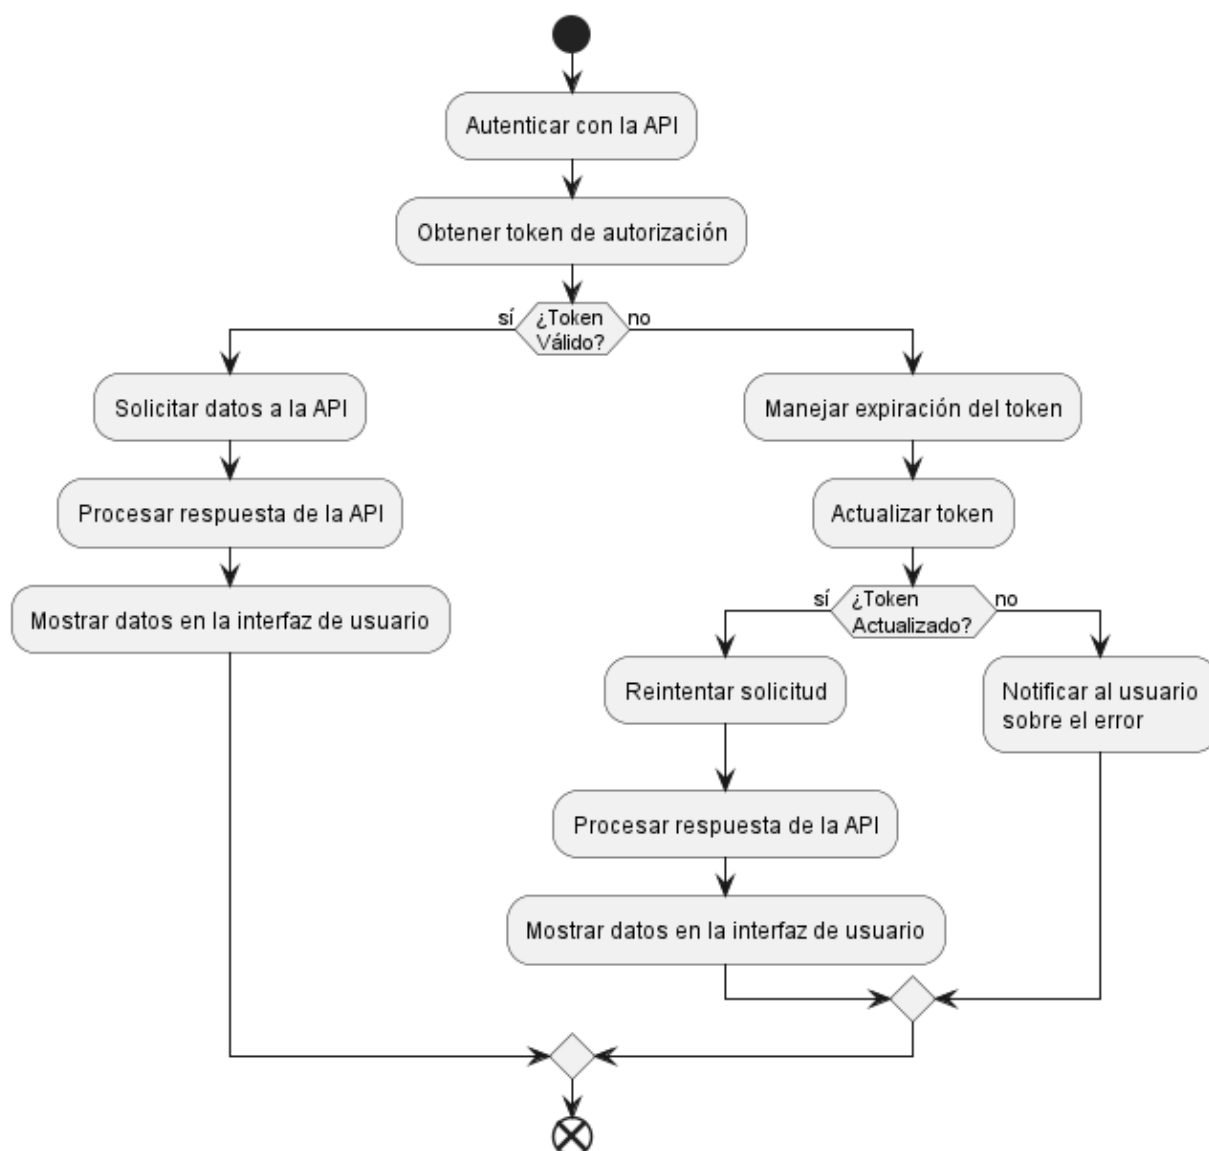 Autenticar con la API
Obtener token de autorización
sí
¿Token
Válido?
no
Solicitar datos a la API
Procesar respuesta de la API
Mostrar datos en la interfaz de usuario
Manejar expiración del token
Actualizar token
sí
¿Token
Actualizado?
no
Reintentar solicitud
Procesar respuesta de la API
Mostrar datos en la interfaz de usuario
Notificar al usuario
sobre el error